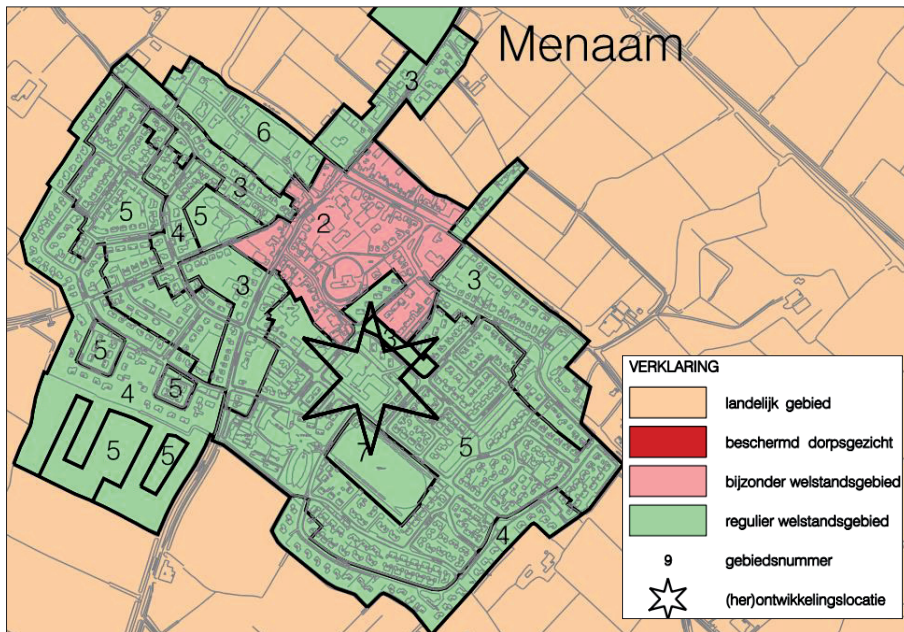 Menaam
3
6
3
5
5
4
2
3
3
3
5
5
4
5
5
7
5
4
VERKLARING
landelijk gebied
beschermd dorpsgezicht
bijzonder welstandsgebied
regulier welstandsgebied
9 gebiedsnummer
(her)ontwikkelingslocatie